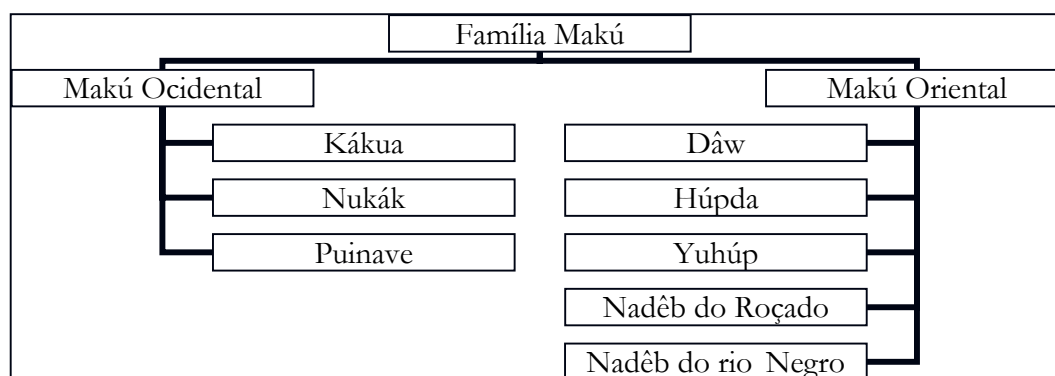 Família Makú
Makú Ocidental
Makú Oriental
Kákua
Dâw
Nukák
Húpda
Puinave
Yuhúp
Nadêb do Roçado
Nadêb do rio Negro